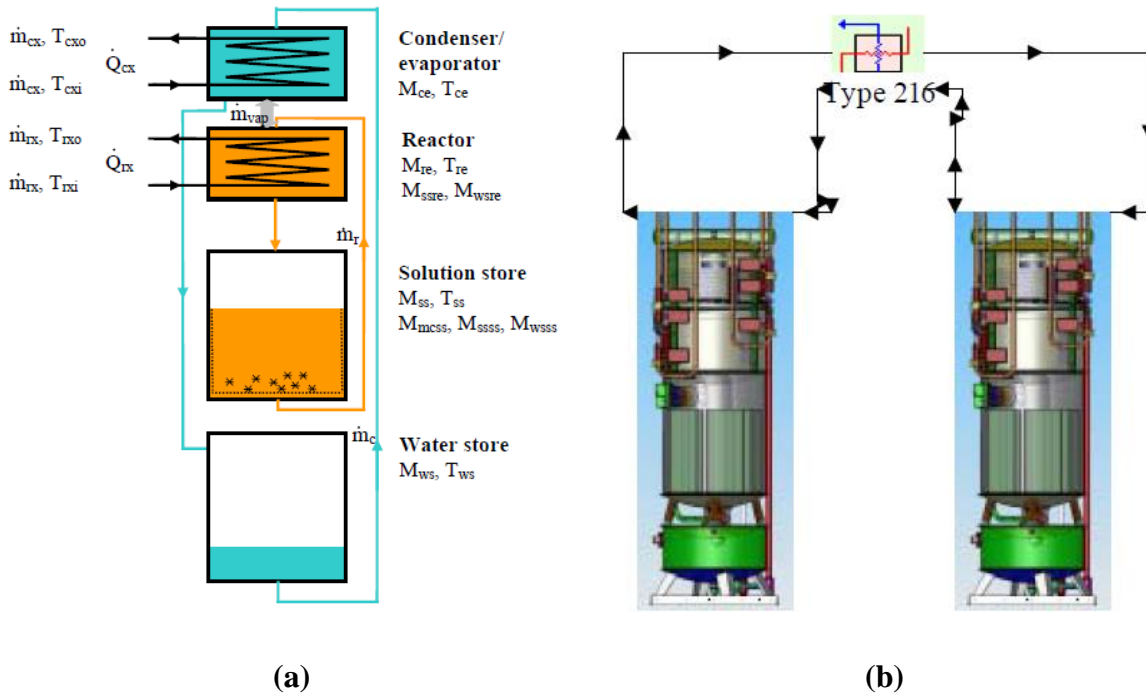 ṁcx, Tcxo
Q̇cx
ṁcx, Tcxi
Condenser/
evaporator
Mce, Tce
ṁvap
ṁrx, Trxo
Q̇rx
ṁrx, Trxi
Reactor
Mre, Tre
Mssre, Mwsre
ṁr
Solution store
Mss, Tss
Mmcss, Mssss, Mwsss
ṁc
Water store
Mws, Tws
(a)
Type 216
(b)